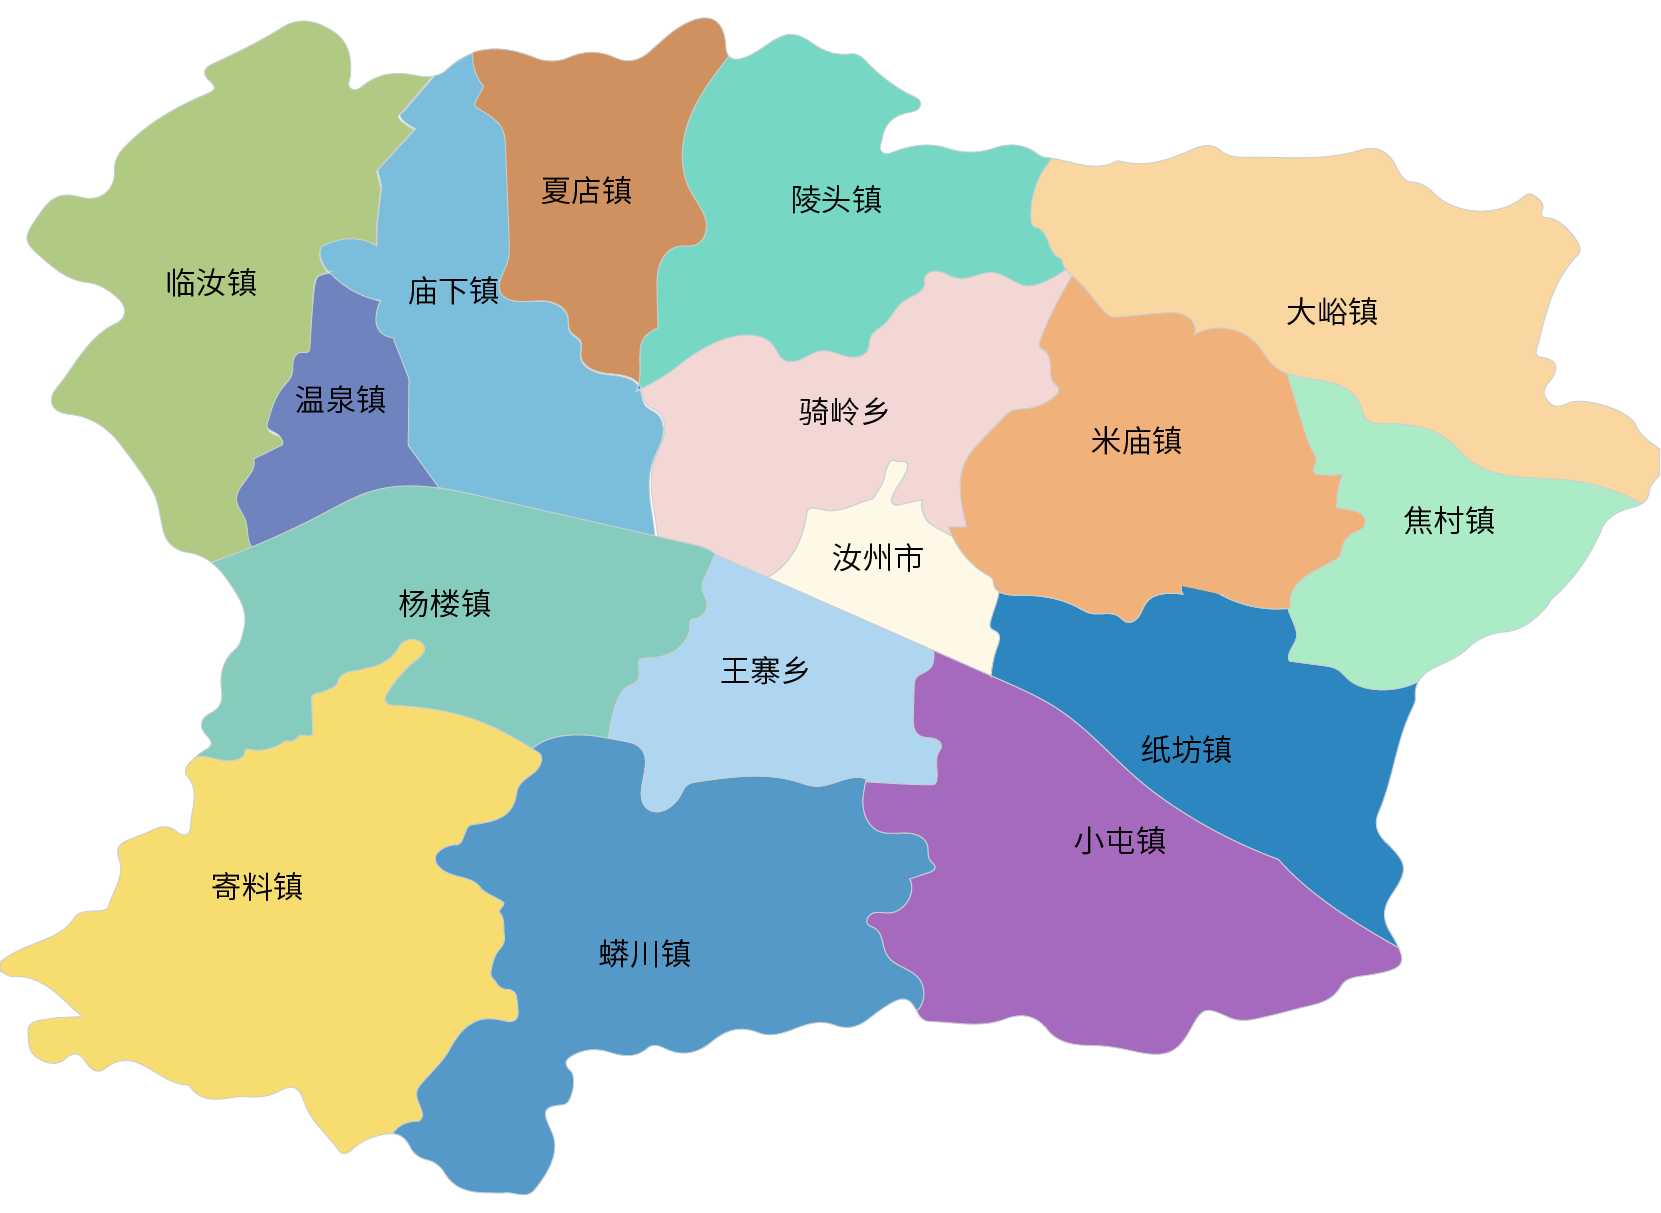 夏店镇
陵头镇
临汝镇
庙下镇
大峪镇
温泉镇
骑岭乡
米庙镇
焦村镇
汝州市
杨楼镇
王寨乡
纸坊镇
小屯镇
寄料镇
蟒川镇